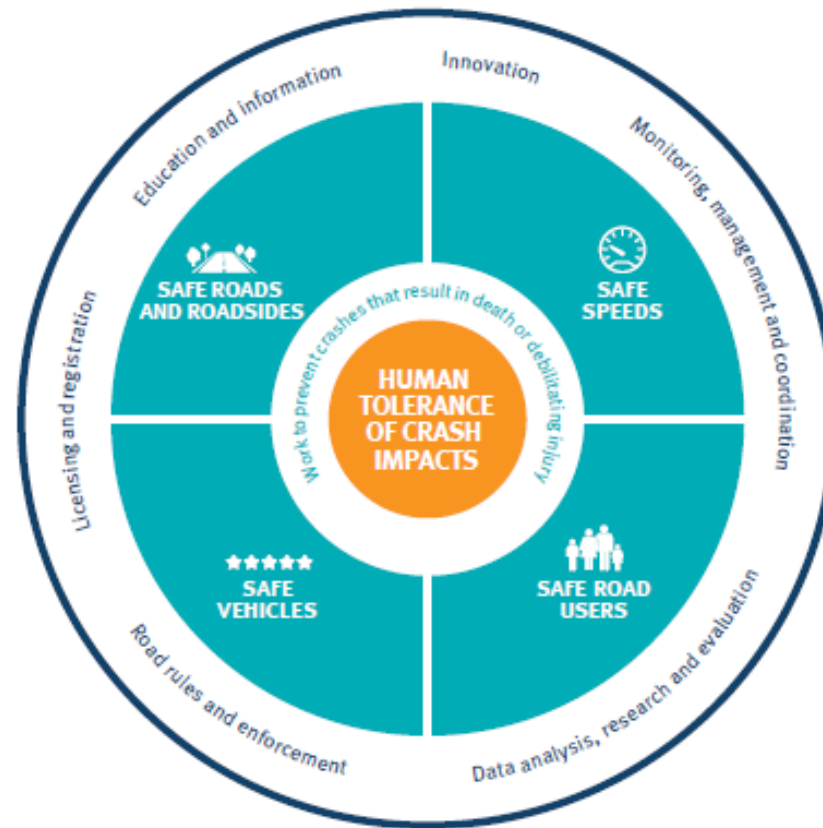 Innovation
Education and information
Monitoring, management and coordination
Licensing and registration
SAFE ROADS
AND ROADSIDES
SAFE
SPEEDS
Work to prevent crashes that result in death or debilitating injury
HUMAN
TOLERANCE
OF CRASH
IMPACTS
SAFE
VEHICLES
SAFE ROAD
USERS
Road rules and enforcement
Data analysis, research and evaluation